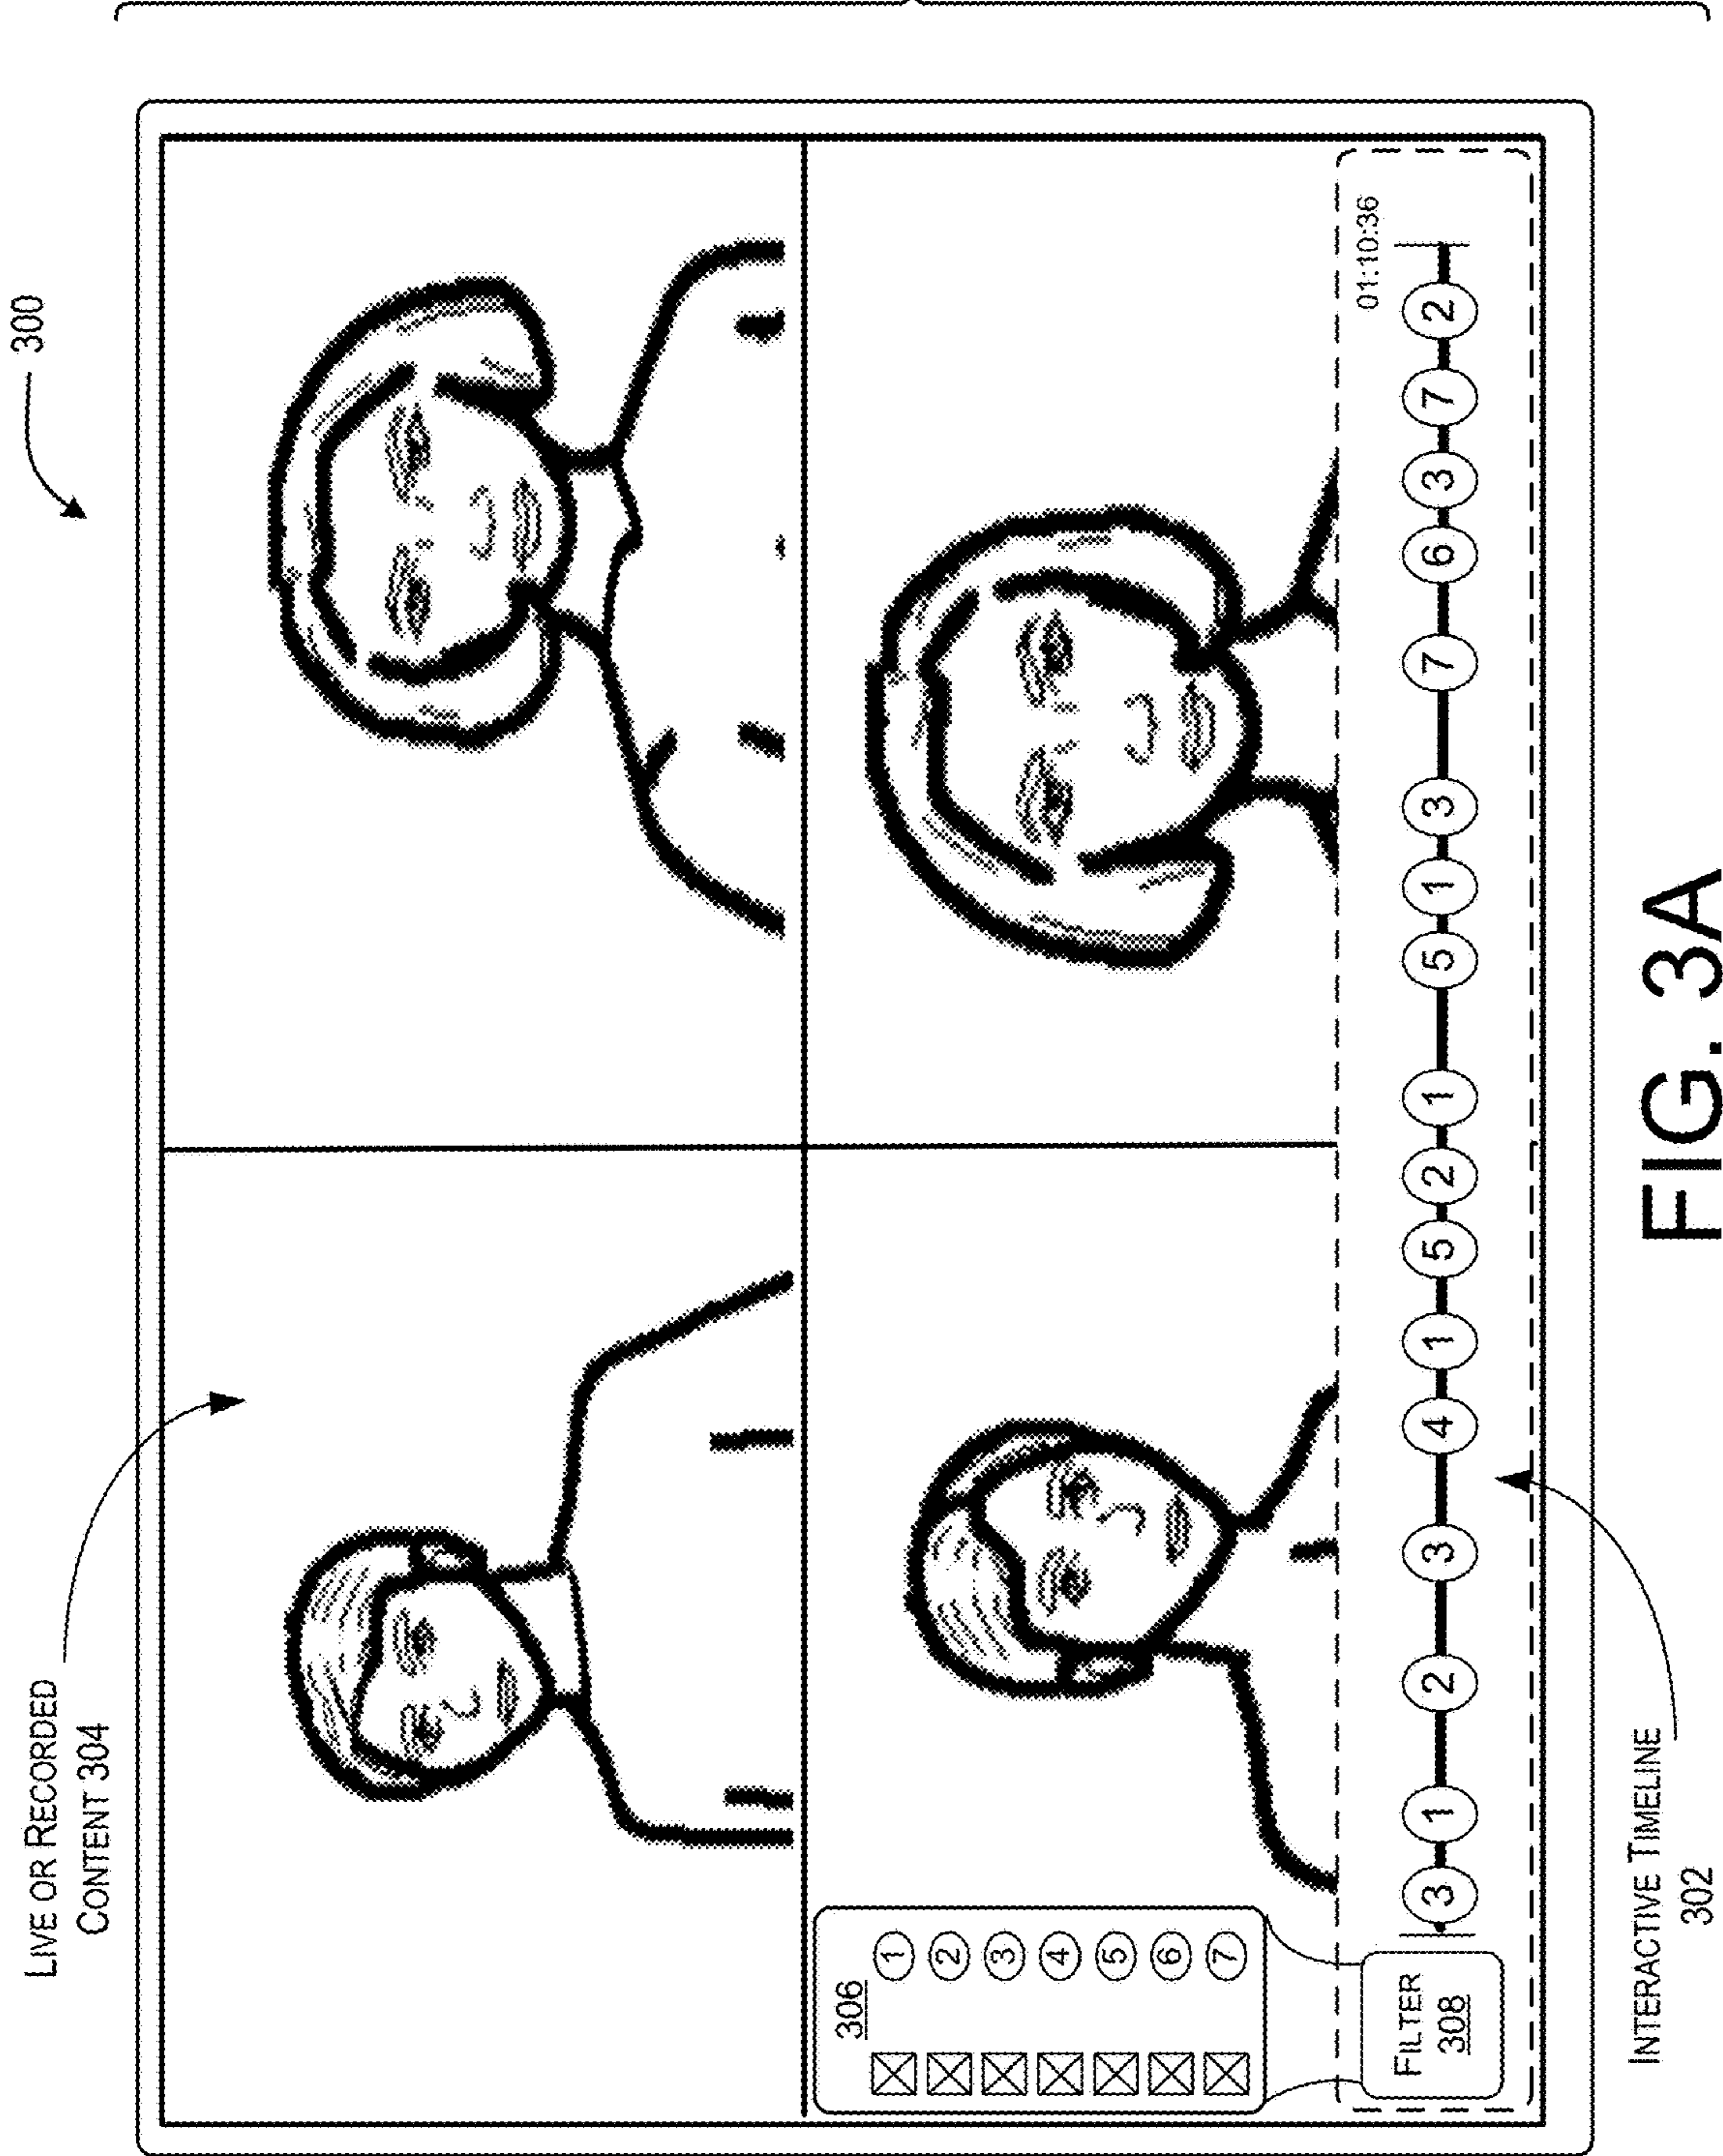 300
LIVE OR RECORDED
CONTENT 304
306
1
2
3
4
5
6
7
01:10:36
FILTER
308
3 1 2 3 4 1 5 2 1 5 1 3 7 6 3 7 2
INTERACTIVE TIMELINE
302
FIG. 3A